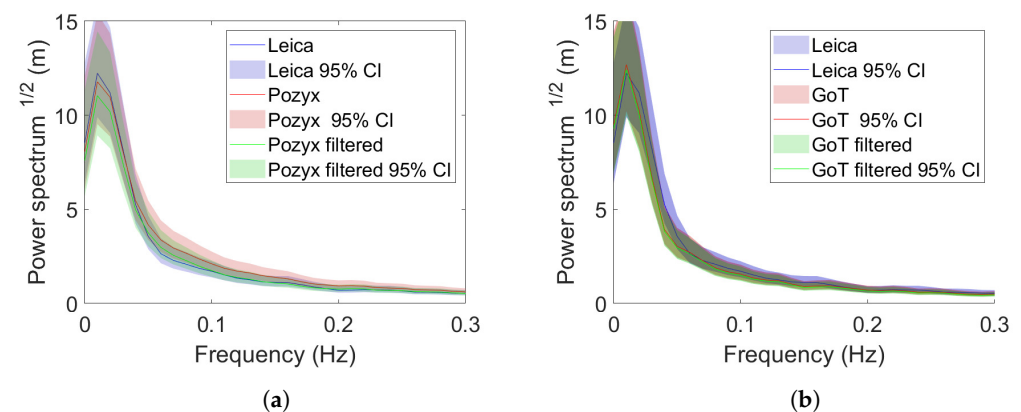 15
10
5
0
0
0.1
0.2
0.3
Power spectrum 1/2 (m)
Frequency (Hz)
Leica
Leica 95% CI
Pozyx
Pozyx 95% CI
Pozyx filtered
Pozyx filtered 95% CI
(a)
15
10
5
0
0
0.1
0.2
0.3
Power spectrum 1/2 (m)
Frequency (Hz)
Leica
Leica 95% CI
GoT
GoT 95% CI
GoT filtered
GoT filtered 95% CI
(b)